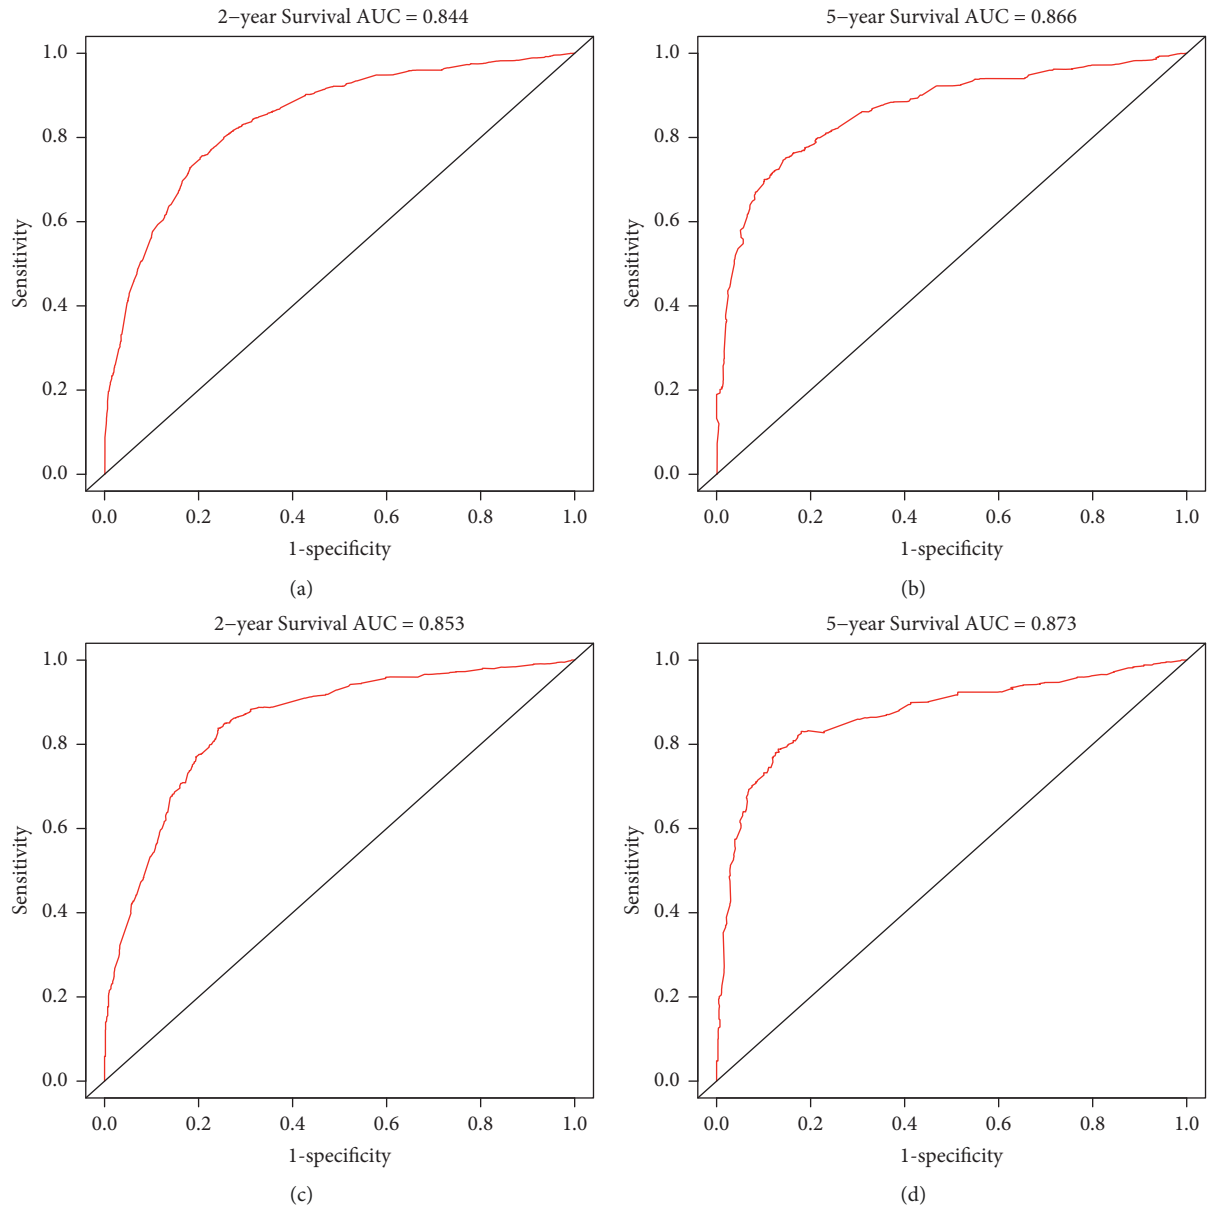 2−year Survival AUC = 0.844
1.0
0.8
0.6
0.4
0.2
0.0
Sensitivity
0.0 0.2 0.4 0.6 0.8 1.0
1-specificity
(a)
5−year Survival AUC = 0.866
1.0
0.8
0.6
0.4
0.2
0.0
Sensitivity
0.0 0.2 0.4 0.6 0.8 1.0
1-specificity
(b)
2−year Survival AUC = 0.853
1.0
0.8
0.6
0.4
0.2
0.0
Sensitivity
0.0 0.2 0.4 0.6 0.8 1.0
1-specificity
(c)
5−year Survival AUC = 0.873
1.0
0.8
0.6
0.4
0.2
0.0
Sensitivity
0.0 0.2 0.4 0.6 0.8 1.0
1-specificity
(d)